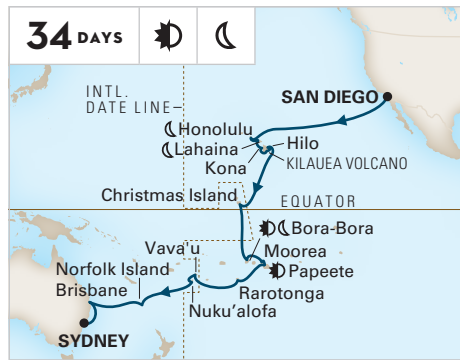 34 DAYS
INTL.
DATE LINE
SAN DIEGO
Honolulu
Lahaina
Hilo
Kona
KILAUEA VOLCANO
Christmas Island
EQUATOR
Bora-Bora
Vava'u
Moorea
Norfolk Island
Papeete
Brisbane
Rarotonga
Nuku'alofa
SYDNEY